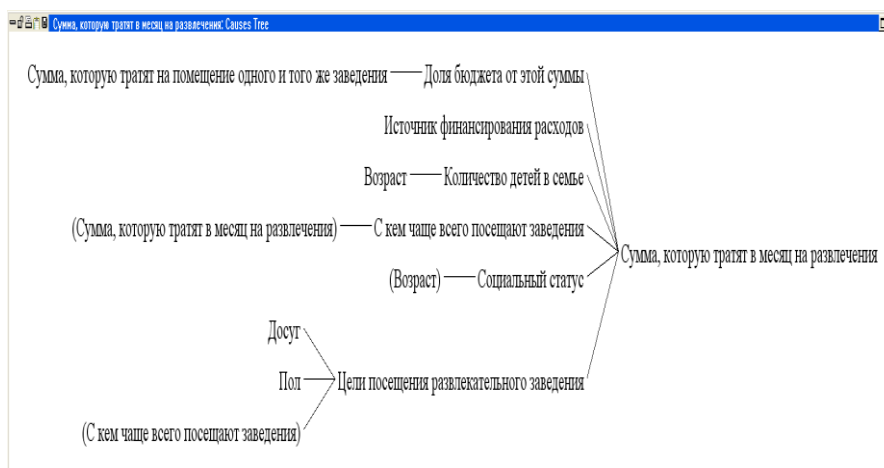 Сумма, которую тратят в месяц на развлечения: Causes Tree
Сумма, которую тратят на помещение одного и того же заведения
Доля бюджета от этой суммы
Источник финансирования расходов
Возраст
Количество детей в семье
(Сумма, которую тратят в месяц на развлечения)
С кем чаще всего посещают заведения
Сумма, которую тратят в месяц на развлечения
(Возраст)
Социальный статус
Досуг
Пол
Цели посещения развлекательного заведения
(С кем чаще всего посещают заведения)